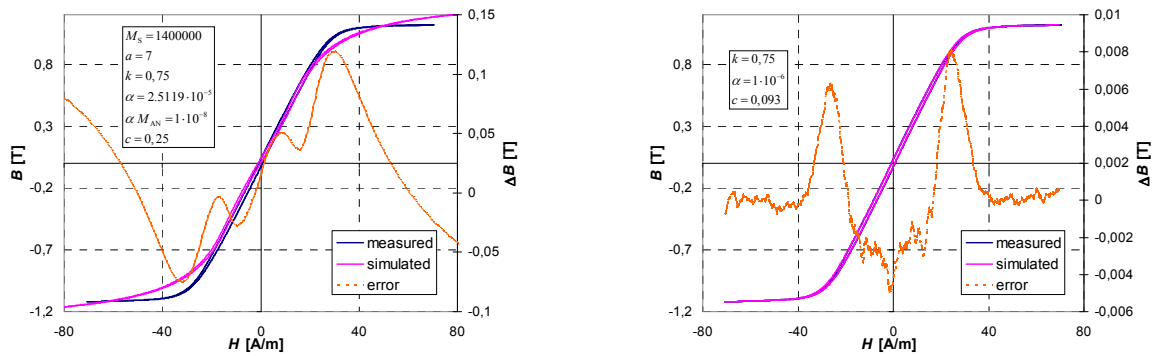 M_S=1400000
a=7
k=0,75
α=2.5119·10⁻⁵
αM_AN=1·10⁻⁸
c=0,25
0,8
0,3
-0,2
-0,7
-1,2
B [T]
0,15
0,1
0,05
0
-0,05
-0,1
ΔB [T]
measured
simulated
error
-80 -40 0 40 80
H [A/m]
k=0,75
α=1·10⁻⁶
c=0,093
0,8
0,3
-0,2
-0,7
-1,2
B [T]
0,010
0,008
0,006
0,004
0,002
0
-0,002
-0,004
-0,006
ΔB [T]
measured
simulated
error
-80 -40 0 40 80
H [A/m]